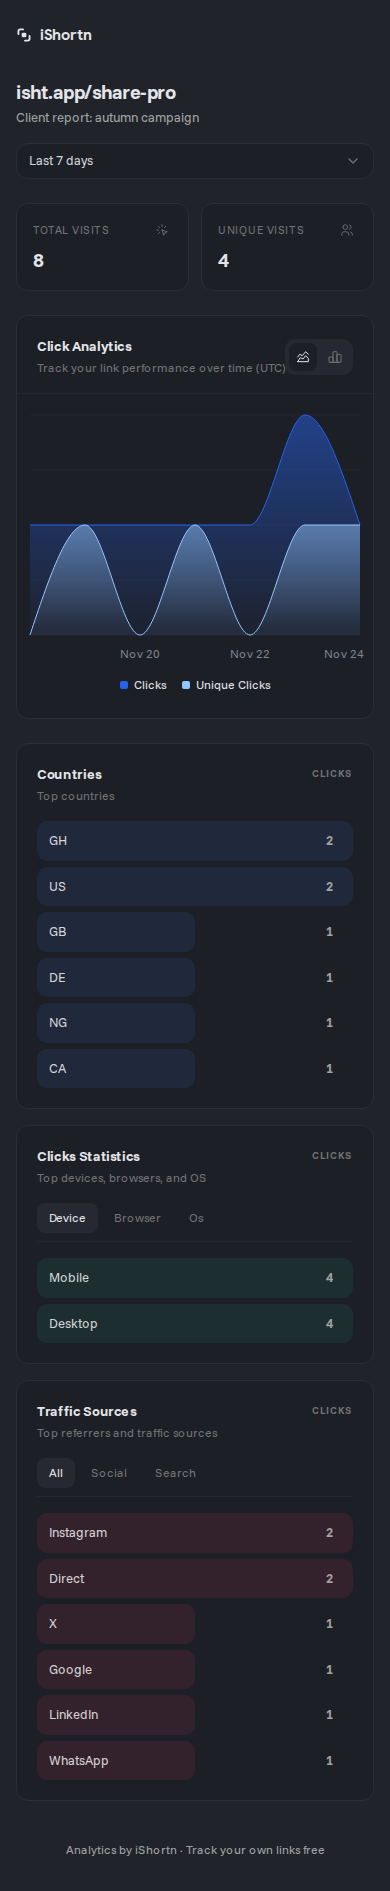 iShortn
isht.app/share-pro
Client report: autumn campaign
Last 7 days
TOTAL VISITS
8
UNIQUE VISITS
4
Click Analytics
Track your link performance over time (UTC)
Nov 20 Nov 22 Nov 24
Clicks Unique Clicks
Countries CLICKS
Top countries
GH 2
US 2
GB 1
DE 1
NG 1
CA 1
Clicks Statistics CLICKS
Top devices, browsers, and OS
Device Browser Os
Mobile 4
Desktop 4
Traffic Sources CLICKS
Top referrers and traffic sources
All Social Search
Instagram 2
Direct 2
X 1
Google 1
LinkedIn 1
WhatsApp 1
Analytics by iShortn · Track your own links free